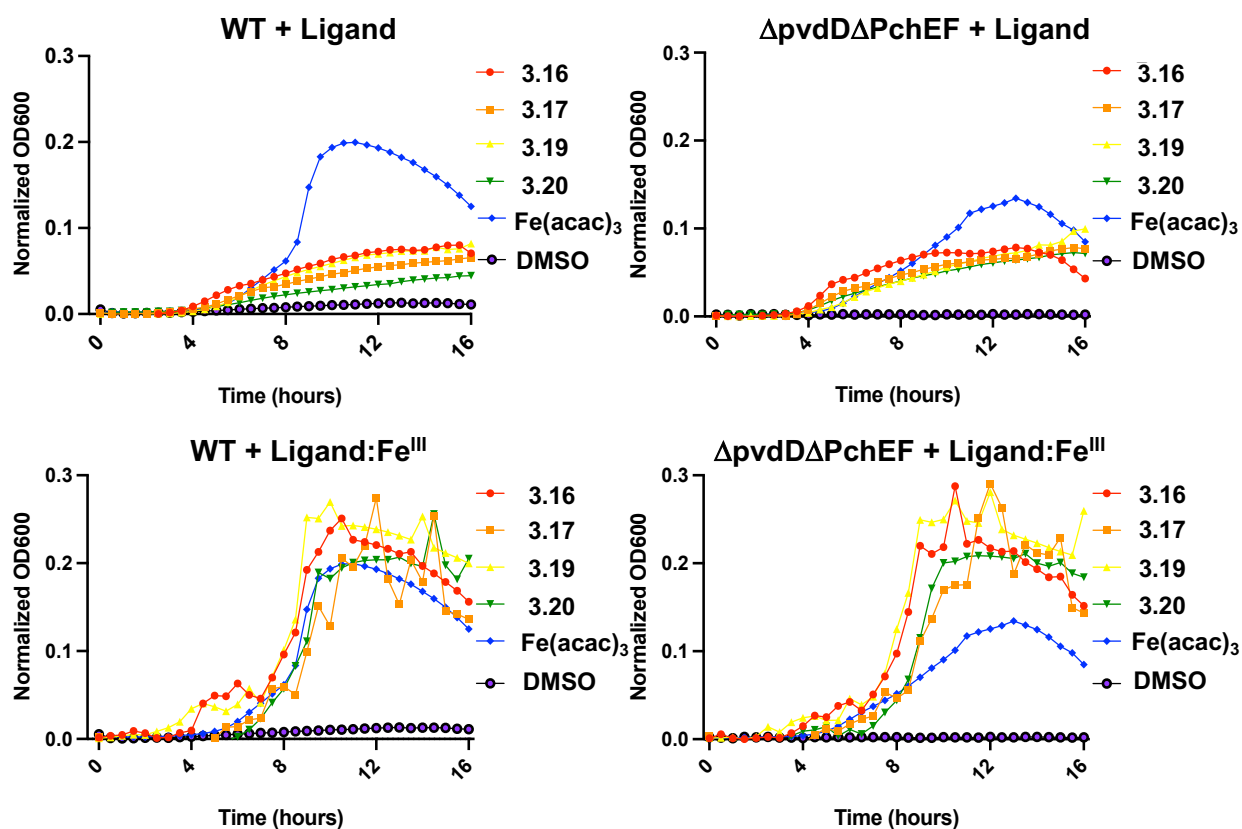 WT + Ligand
Normalized OD600
0.3
0.2
0.1
0.0
0
4
8
12
16
Time (hours)
3.16
3.17
3.19
3.20
Fe(acac)₃
DMSO
ΔpvdDΔPchEF + Ligand
Normalized OD600
0.3
0.2
0.1
0.0
0
4
8
12
16
Time (hours)
3.16
3.17
3.19
3.20
Fe(acac)₃
DMSO
WT + Ligand:Feᴵᴵᴵ
Normalized OD600
0.3
0.2
0.1
0.0
0
4
8
12
16
Time (hours)
3.16
3.17
3.19
3.20
Fe(acac)₃
DMSO
ΔpvdDΔPchEF + Ligand:Feᴵᴵᴵ
Normalized OD600
0.3
0.2
0.1
0.0
0
4
8
12
16
Time (hours)
3.16
3.17
3.19
3.20
Fe(acac)₃
DMSO